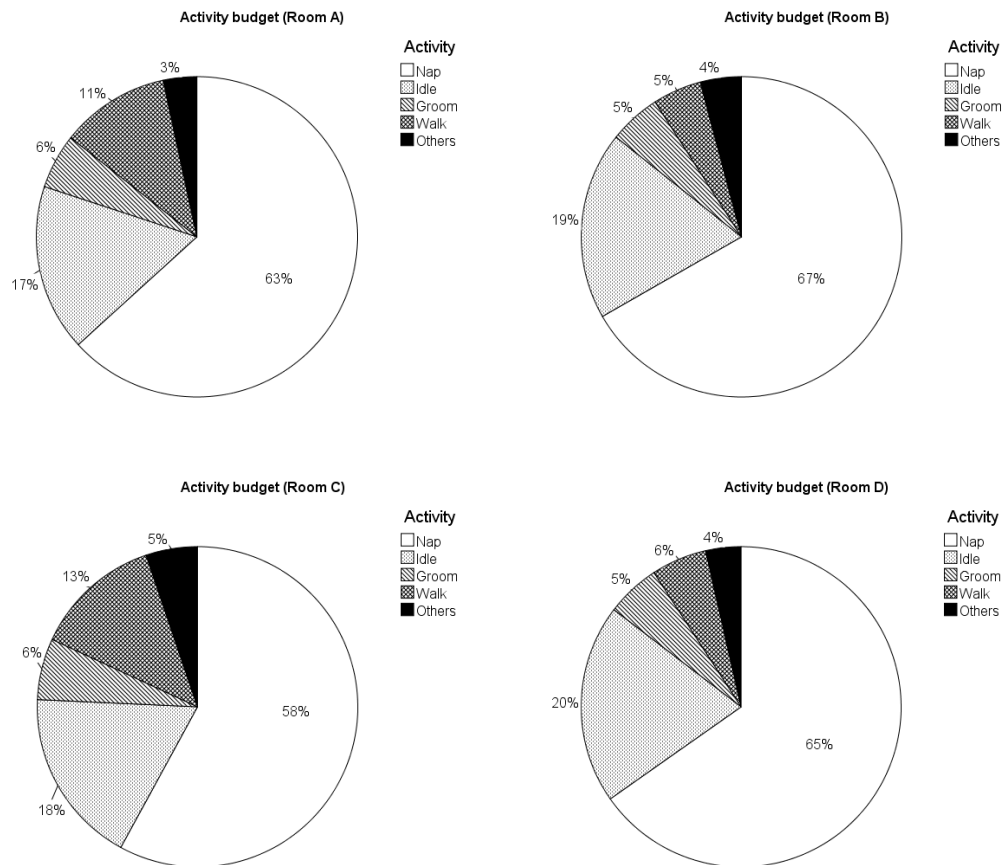 Activity budget (Room A)
Activity
Nap
Idle
Groom
Walk
Others
3%
11%
6%
17%
63%
Activity budget (Room B)
Activity
Nap
Idle
Groom
Walk
Others
4%
5%
5%
19%
67%
Activity budget (Room C)
Activity
Nap
Idle
Groom
Walk
Others
5%
13%
6%
18%
58%
Activity budget (Room D)
Activity
Nap
Idle
Groom
Walk
Others
4%
6%
5%
20%
65%